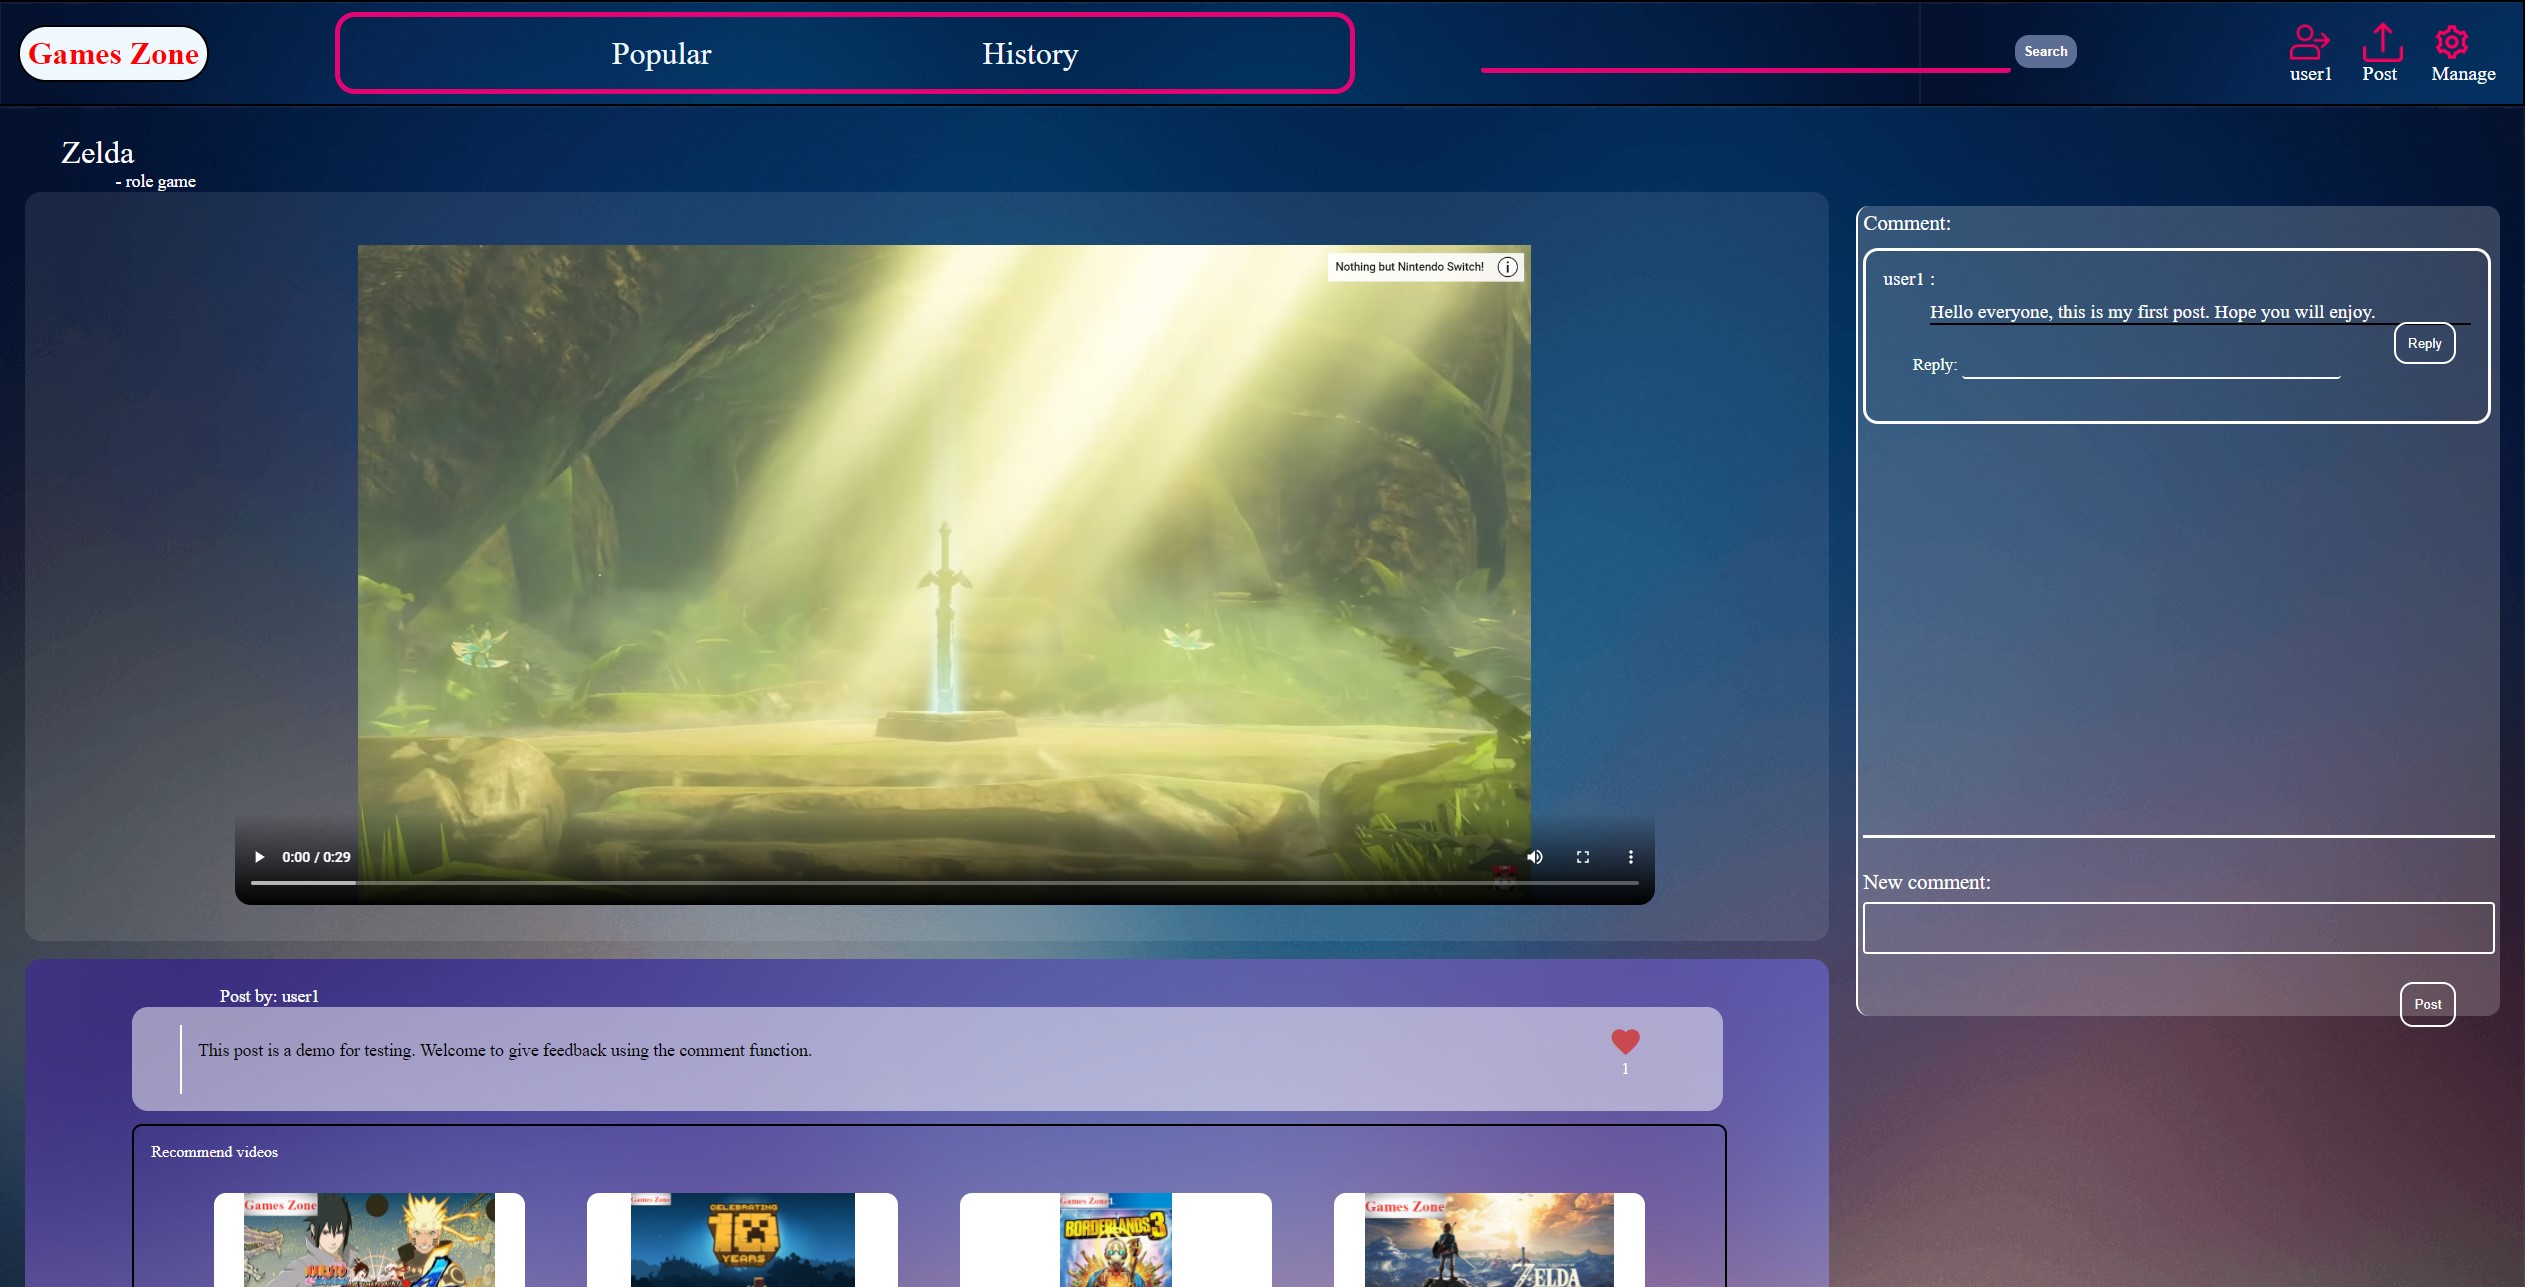 Games Zone
Popular
History
Search
user1
Post
Manage
Zelda
- role game
Nothing but Nintendo Switch!
0:00 / 0:29
Comment:
user1 :
Hello everyone, this is my first post. Hope you will enjoy.
Reply
Reply:
New comment:
Post
Post by: user1
This post is a demo for testing. Welcome to give feedback using the comment function.
1
Recommend videos
Games Zone
Games Zone
CELEBRATING
10
YEARS
Games Zone
BORDERLANDS 3
Games Zone
ZELDA